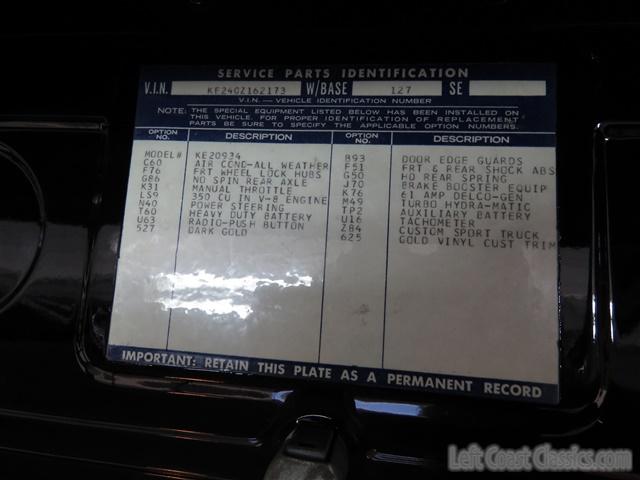 SERVICE PARTS IDENTIFICATION
V.I.N. KE240Z162173 W/BASE 127 SE
V.I.N. — VEHICLE IDENTIFICATION NUMBER
NOTE: THE SPECIAL EQUIPMENT LISTED BELOW HAS BEEN INSTALLED ON
THIS VEHICLE. FOR PROPER IDENTIFICATION OF REPLACEMENT
PARTS BE SURE TO SPECIFY THE APPLICABLE OPTION NUMBERS.
OPTION NO. DESCRIPTION OPTION NO. DESCRIPTION
MODEL# KE20934
C60 AIR COND-ALL WEATHER
F76 FRT WHEEL LOCK HUBS
G86 NO SPIN REAR AXLE
K31 MANUAL THROTTLE
LS9 350 CU IN V-8 ENGINE
N40 POWER STEERING
T60 HEAVY DUTY BATTERY
U63 RADIO-PUSH BUTTON
527 DARK GOLD
B93 DOOR EDGE GUARDS
F51 FRT & REAR SHOCK ABS
G50 HD REAR SPRING
J70 BRAKE BOOSTER EQUIP
K76 61 AMP DELCO-GEN
M49 TURBO HYDRA-MATIC
TP2 AUXILIARY BATTERY
U16 TACHOMETER
Z84 CUSTOM SPORT TRUCK
625 GOLD VINYL CUST TRIM
IMPORTANT: RETAIN THIS PLATE AS A PERMANENT RECORD
Left Coast Classics.com